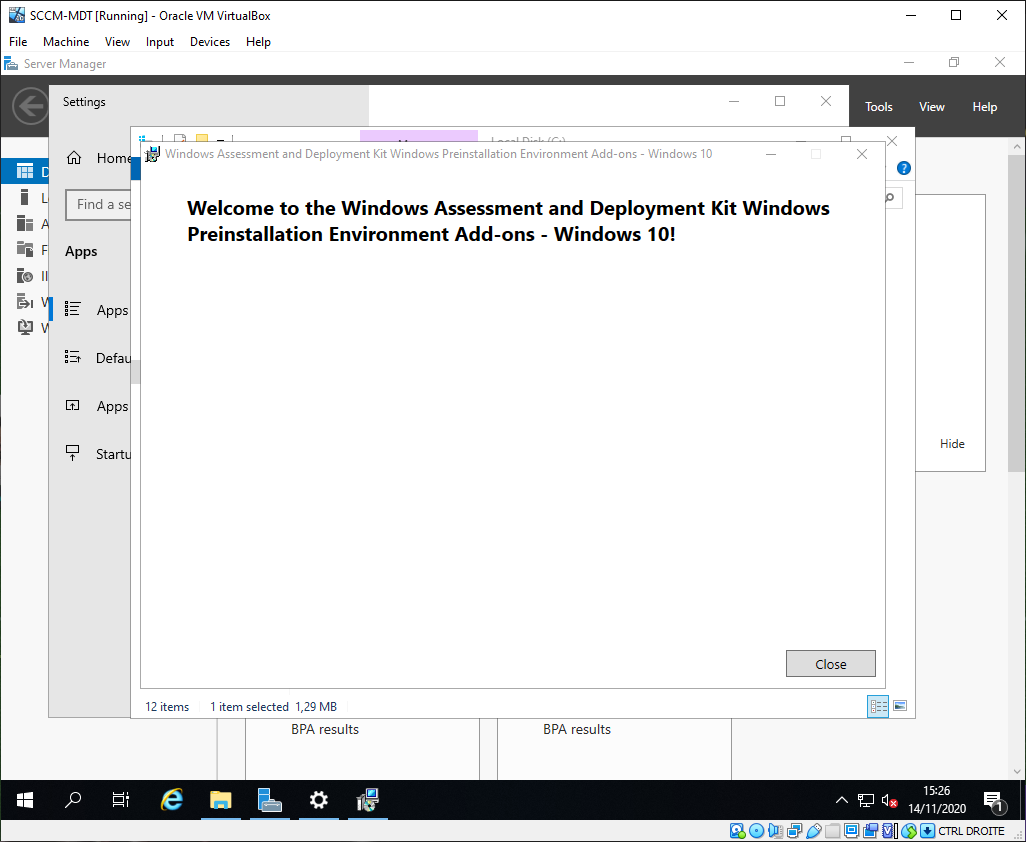 SCCM-MDT [Running] - Oracle VM VirtualBox
File Machine View Input Devices Help
Server Manager
Settings
Tools View Help
Local Disk (C:)
Windows Assessment and Deployment Kit Windows Preinstallation Environment Add-ons - Windows 10
Home
Find a se
Welcome to the Windows Assessment and Deployment Kit Windows
Preinstallation Environment Add-ons - Windows 10!
Apps
Apps
Defau
Apps
Startu
Hide
Close
12 items 1 item selected 1,29 MB
BPA results BPA results
15:26
14/11/2020
1
CTRL DROITE